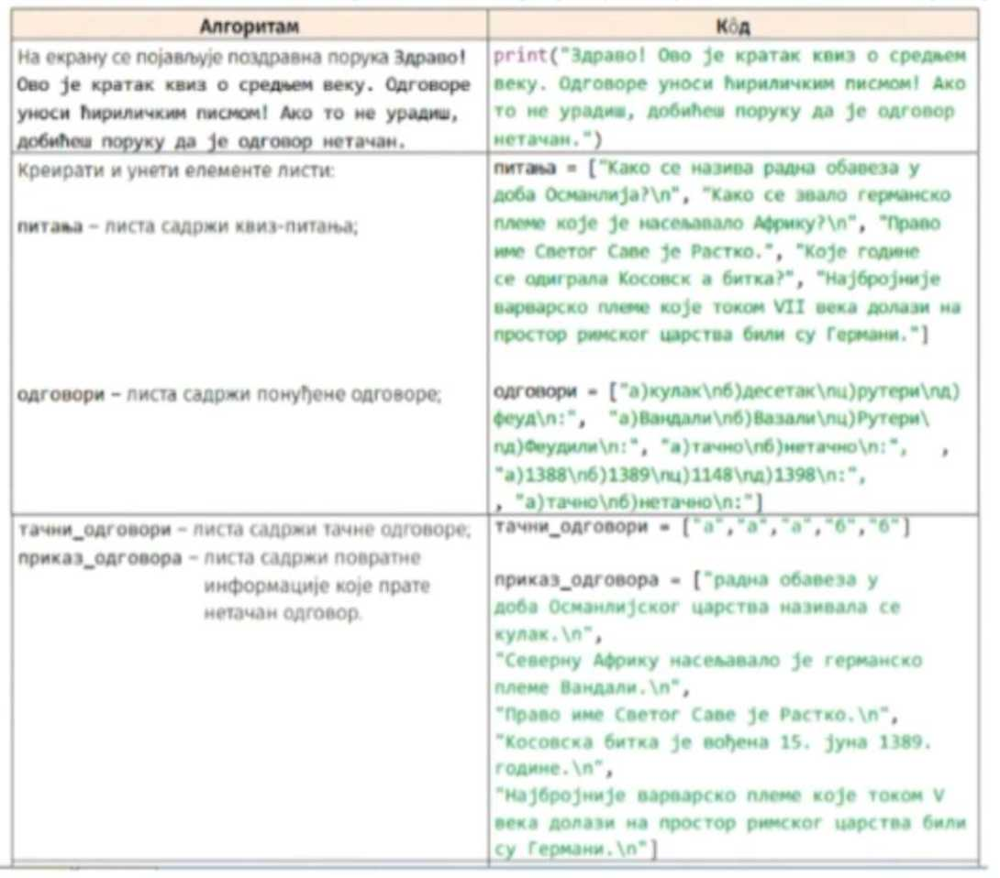 Алгоритам
Кôд
На екрану се појављује поздравна порука Здраво!
Ово је кратак квиз о средњем веку. Одговоре
уноси ћириличким писмом! Ако то не урадиш,
добићеш поруку да је одговор нетачан.
print("Здраво! Ово је кратак квиз о средњем
веку. Одговоре уноси ћириличким писмом! Ако
то не урадиш, добићеш поруку да је одговор
нетачан.")
Креирати и унети елементе листи:
питања – листа садржи квиз-питања;
одговори – листа садржи понуђене одговоре;
питања = ["Како се назива радна обавеза у
доба Османлија?\n", "Како се звало германско
племе које је насељавало Африку?\n", "Право
име Светог Саве је Растко.", "Које године
се одиграла Косовск а битка?", "Најбројније
варварско племе које током VII века долази на
простор римског царства били су Германи."]
одговори = ["а)кулак\nб)десетак\nц)рутери\nд)
феуд\n:", "а)Вандали\nб)Вазали\nц)Рутери\
nд)Феудили\n:", "а)тачно\nб)нетачно\n:", ,
"а)1388\nб)1389\nц)1148\nд)1398\n:",
, "а)тачно\nб)нетачно\n:"]
тачни_одговори – листа садржи тачне одговоре;
приказ_одговора – листа садржи повратне
информације које прате
нетачан одговор.
тачни_одговори = ["а","а","а","б","б"]
приказ_одговора = ["радна обавеза у
доба Османлијског царства називала се
кулак.\n",
"Северну Африку насељавало је германско
племе Вандали.\n",
"Право име Светог Саве је Растко.\n",
"Косовска битка је вођена 15. јуна 1389.
године.\n",
"Најбројније варварско племе које током V
века долази на простор римског царства били
су Германи.\n"]